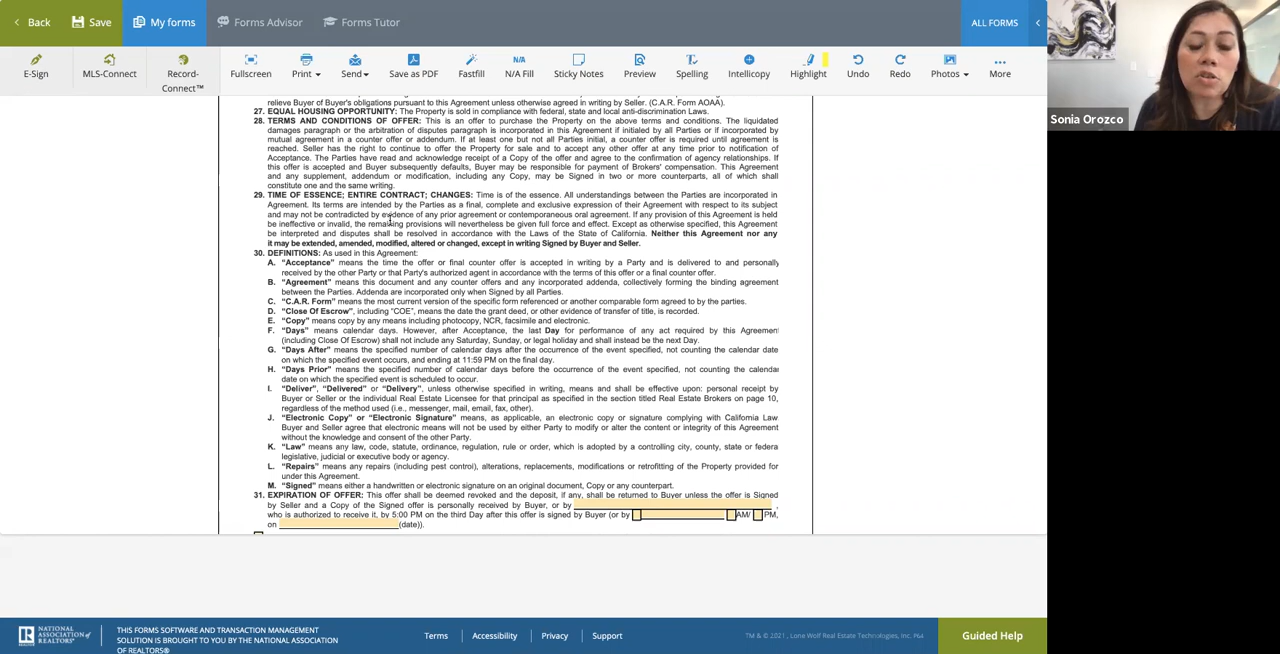 Back
Save
My forms
Forms Advisor
Forms Tutor
ALL FORMS
E-Sign
MLS-Connect
Record-
Connect™
Fullscreen
Print
Send
Save as PDF
N/A
Fastfill
N/A Fill
Sticky Notes
Preview
Spelling
Intellicopy
Highlight
Undo
Redo
Photos
More
Sonia Orozco
relieve Buyer of Buyer's obligations pursuant to this Agreement unless otherwise agreed in writing by Seller. (C.A.R. Form AOAA).
27. EQUAL HOUSING OPPORTUNITY: The Property is sold in compliance with federal, state and local anti-discrimination Laws.
28. TERMS AND CONDITIONS OF OFFER: This is an offer to purchase the Property on the above terms and conditions. The liquidated
damages paragraph or the arbitration of disputes paragraph is incorporated in this Agreement if initialed by all Parties or if incorporated by
mutual agreement in a counter offer or addendum. If at least one but not all Parties initial, a counter offer is required until agreement is
reached. Seller has the right to continue to offer the Property for sale and to accept any other offer at any time prior to notification of
Acceptance. The Parties have read and acknowledge receipt of a Copy of the offer and agree to the confirmation of agency relationships. If
this offer is accepted and Buyer subsequently defaults, Buyer may be responsible for payment of Brokers' compensation. This Agreement
and any supplement, addendum or modification, including any Copy, may be Signed in two or more counterparts, all of which shall
constitute one and the same writing.
29. TIME OF ESSENCE; ENTIRE CONTRACT; CHANGES: Time is of the essence. All understandings between the Parties are incorporated in
Agreement. Its terms are intended by the Parties as a final, complete and exclusive expression of their Agreement with respect to its subject
and may not be contradicted by evidence of any prior agreement or contemporaneous oral agreement. If any provision of this Agreement is held
be ineffective or invalid, the remaining provisions will nevertheless be given full force and effect. Except as otherwise specified, this Agreement
be interpreted and disputes shall be resolved in accordance with the Laws of the State of California. Neither this Agreement nor any
it may be extended, amended, modified, altered or changed, except in writing Signed by Buyer and Seller.
30. DEFINITIONS: As used in this Agreement:
A. "Acceptance" means the time the offer or final counter offer is accepted in writing by a Party and is delivered to and personally
received by the other Party or that Party's authorized agent in accordance with the terms of this offer or a final counter offer.
B. "Agreement" means this document and any counter offers and any incorporated addenda, collectively forming the binding agreement
between the Parties. Addenda are incorporated only when Signed by all Parties.
C. "C.A.R. Form" means the most current version of the specific form referenced or another comparable form agreed to by the parties.
D. "Close Of Escrow", including "COE", means the date the grant deed, or other evidence of transfer of title, is recorded.
E. "Copy" means copy by any means including photocopy, NCR, facsimile and electronic.
F. "Days" means calendar days. However, after Acceptance, the last Day for performance of any act required by this Agreement
(including Close Of Escrow) shall not include any Saturday, Sunday, or legal holiday and shall instead be the next Day.
G. "Days After" means the specified number of calendar days after the occurrence of the event specified, not counting the calendar date
on which the specified event occurs, and ending at 11:59 PM on the final day.
H. "Days Prior" means the specified number of calendar days before the occurrence of the event specified, not counting the calendar
date on which the specified event is scheduled to occur.
I. "Deliver", "Delivered" or "Delivery", unless otherwise specified in writing, means and shall be effective upon: personal receipt by
Buyer or Seller or the individual Real Estate Licensee for that principal as specified in the section titled Real Estate Brokers on page 10,
regardless of the method used (i.e., messenger, mail, email, fax, other).
J. "Electronic Copy" or "Electronic Signature" means, as applicable, an electronic copy or signature complying with California Law
Buyer and Seller agree that electronic means will not be used by either Party to modify or alter the content or integrity of this Agreement
without the knowledge and consent of the other Party.
K. "Law" means any law, code, statute, ordinance, regulation, rule or order, which is adopted by a controlling city, county, state or federa
legislative, judicial or executive body or agency.
L. "Repairs" means any repairs (including pest control), alterations, replacements, modifications or retrofitting of the Property provided for
under this Agreement.
M. "Signed" means either a handwritten or electronic signature on an original document, Copy or any counterpart.
31. EXPIRATION OF OFFER: This offer shall be deemed revoked and the deposit, if any, shall be returned to Buyer unless the offer is Signed
by Seller and a Copy of the Signed offer is personally received by Buyer, or by ,
who is authorized to receive it, by 5:00 PM on the third Day after this offer is signed by Buyer (or by AM/ PM,
on (date)).
NATIONAL
ASSOCIATION of
REALTORS®
THIS FORMS SOFTWARE AND TRANSACTION MANAGEMENT
SOLUTION IS BROUGHT TO YOU BY THE NATIONAL ASSOCIATION
OF REALTORS®
Terms
Accessibility
Privacy
Support
TM & © 2021, Lone Wolf Real Estate Technologies, Inc. P64
Guided Help